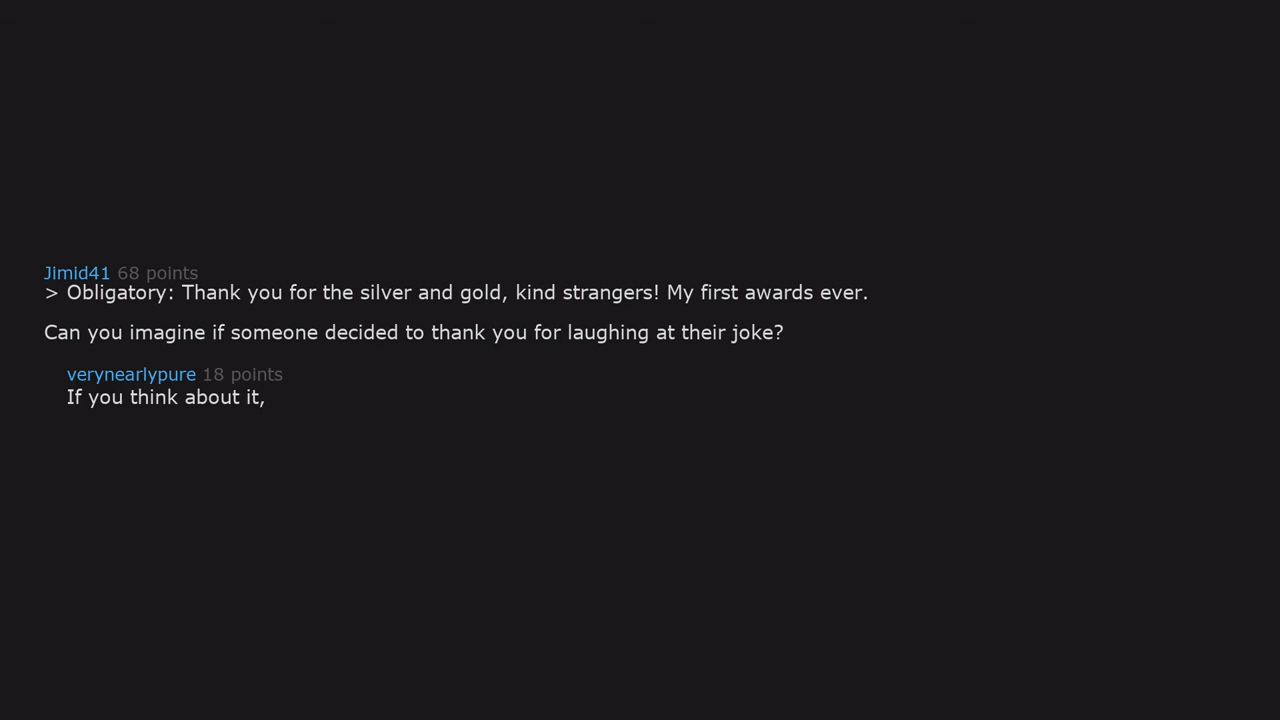 Jimid41 68 points
> Obligatory: Thank you for the silver and gold, kind strangers! My first awards ever.
Can you imagine if someone decided to thank you for laughing at their joke?
verynearlypure 18 points
If you think about it,